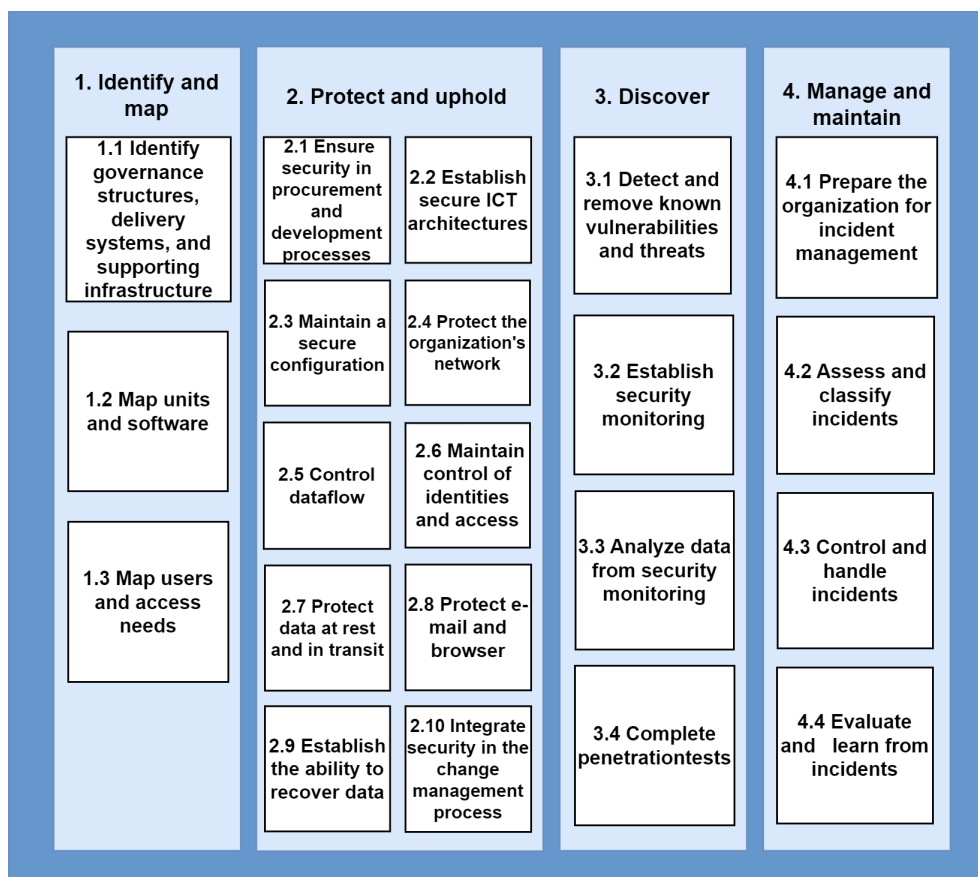 1. Identify and
map
1.1 Identify
governance
structures,
delivery
systems, and
supporting
infrastructure
1.2 Map units
and software
1.3 Map users
and access
needs
2. Protect and uphold
2.1 Ensure
security in
procurement
and
development
processes
2.2 Establish
secure ICT
architectures
2.3 Maintain a
secure
configuration
2.4 Protect the
organization's
network
2.5 Control
dataflow
2.6 Maintain
control of
identities
and access
2.7 Protect
data at rest
and in transit
2.8 Protect e-
mail and
browser
2.9 Establish
the ability to
recover data
2.10 Integrate
security in the
change
management
process
3. Discover
3.1 Detect and
remove known
vulnerabilities
and threats
3.2 Establish
security
monitoring
3.3 Analyze data
from security
monitoring
3.4 Complete
penetrationtests
4. Manage and
maintain
4.1 Prepare the
organization for
incident
management
4.2 Assess and
classify
incidents
4.3 Control and
handle
incidents
4.4 Evaluate
and learn from
incidents